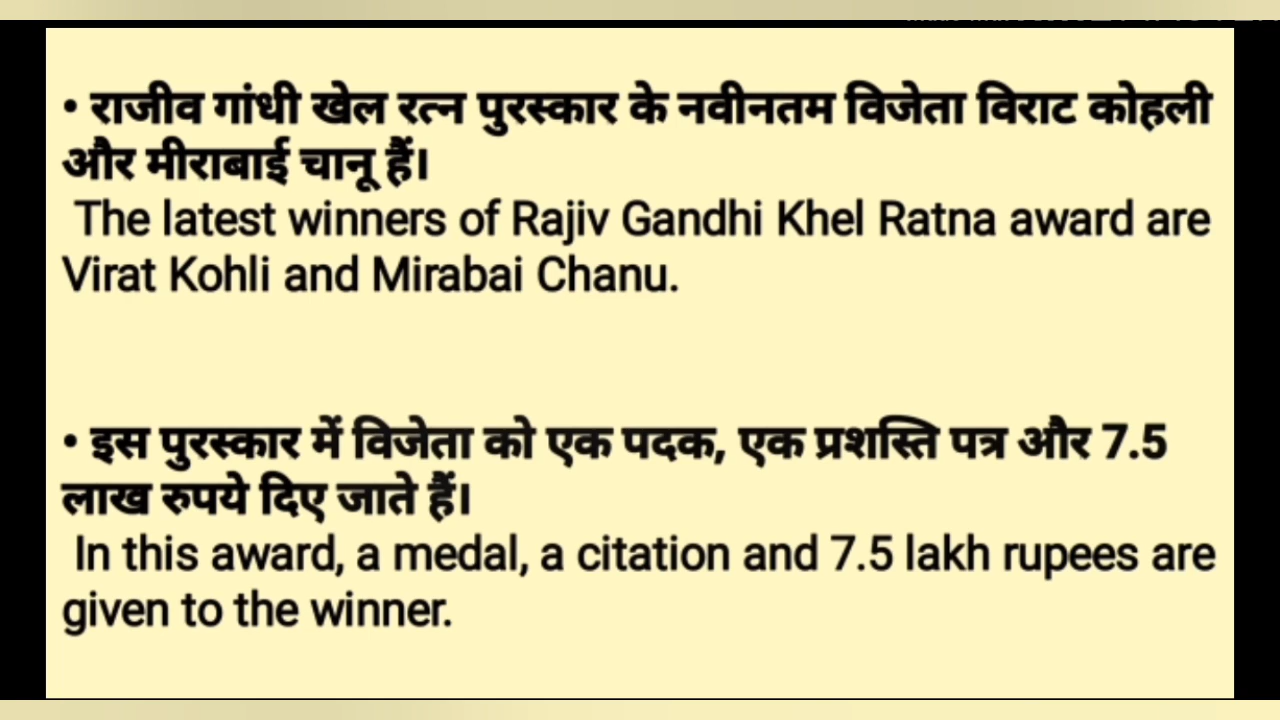 • राजीव गांधी खेल रत्न पुरस्कार के नवीनतम विजेता विराट कोहली
और मीराबाई चानू हैं।
The latest winners of Rajiv Gandhi Khel Ratna award are
Virat Kohli and Mirabai Chanu.
• इस पुरस्कार में विजेता को एक पदक, एक प्रशस्ति पत्र और 7.5
लाख रुपये दिए जाते हैं।
In this award, a medal, a citation and 7.5 lakh rupees are
given to the winner.